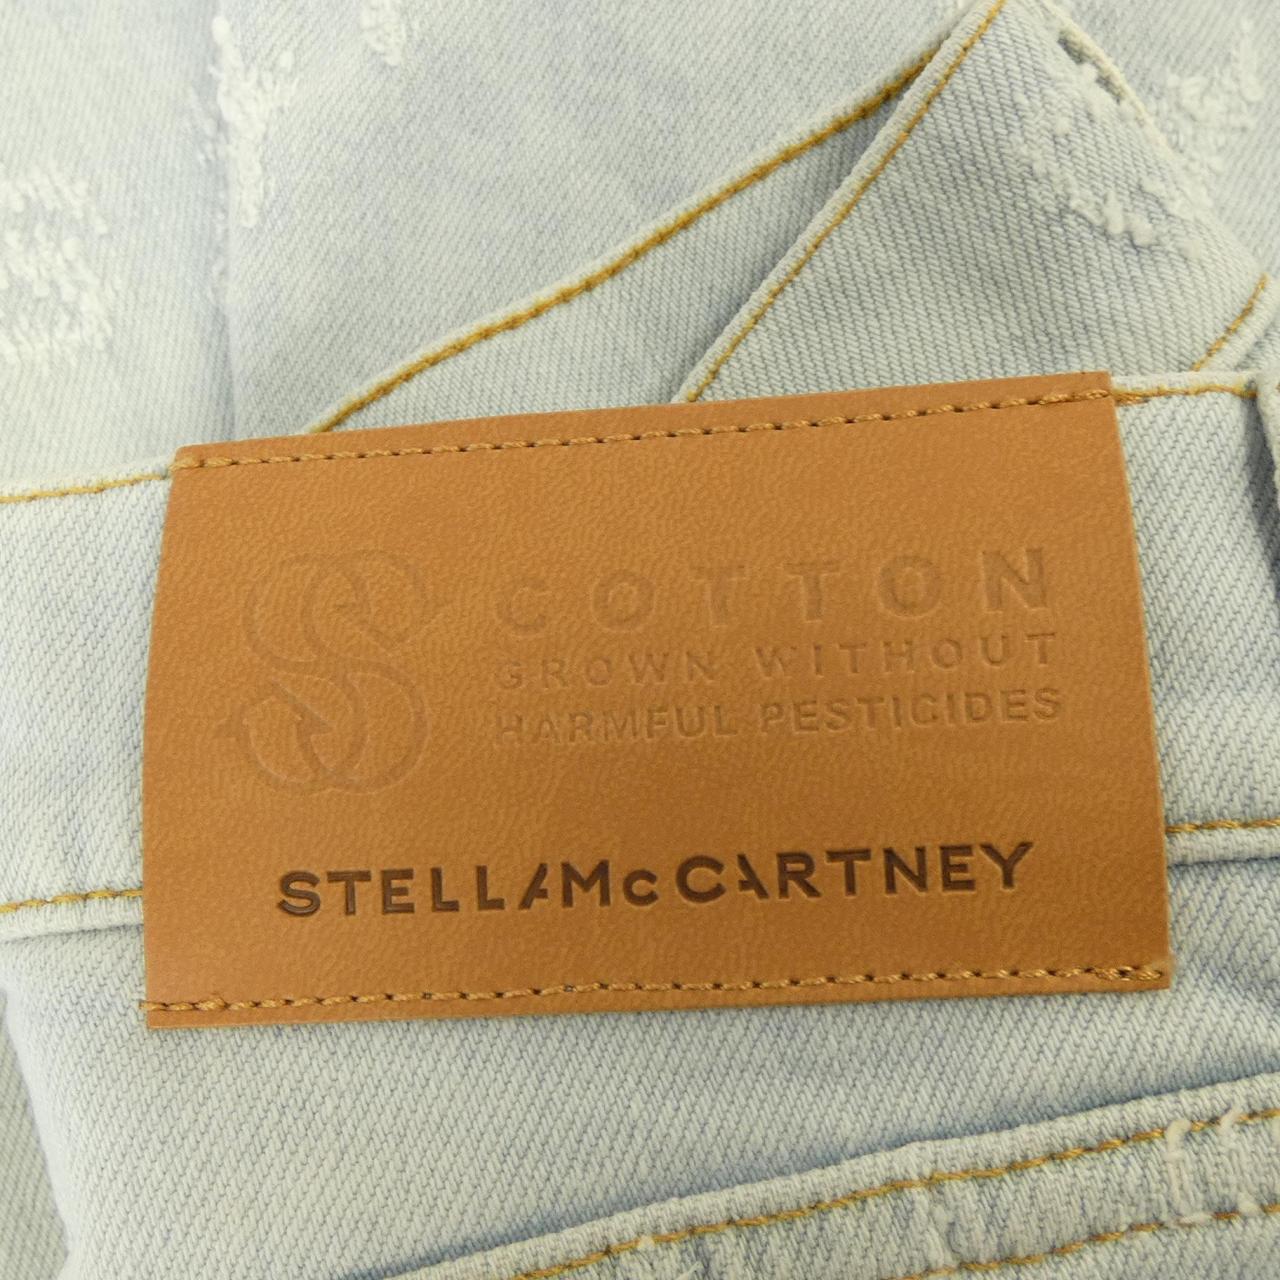 COTTON
GROWN WITHOUT
HARMFUL PESTICIDES
STELLAMcCARTNEY